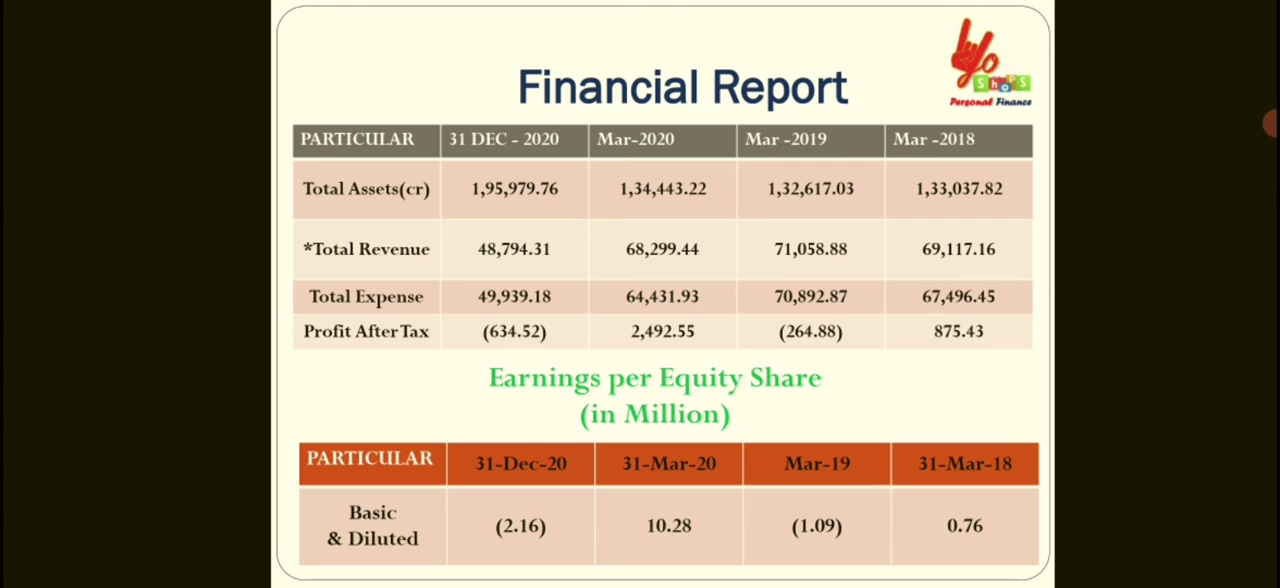 Yo
ShOPS
Personal Finance
Financial Report
PARTICULAR 31 DEC - 2020 Mar-2020 Mar -2019 Mar -2018
Total Assets(cr) 1,95,979.76 1,34,443.22 1,32,617.03 1,33,037.82
*Total Revenue 48,794.31 68,299.44 71,058.88 69,117.16
Total Expense 49,939.18 64,431.93 70,892.87 67,496.45
Profit After Tax (634.52) 2,492.55 (264.88) 875.43
Earnings per Equity Share
(in Million)
PARTICULAR 31-Dec-20 31-Mar-20 Mar-19 31-Mar-18
Basic
& Diluted (2.16) 10.28 (1.09) 0.76